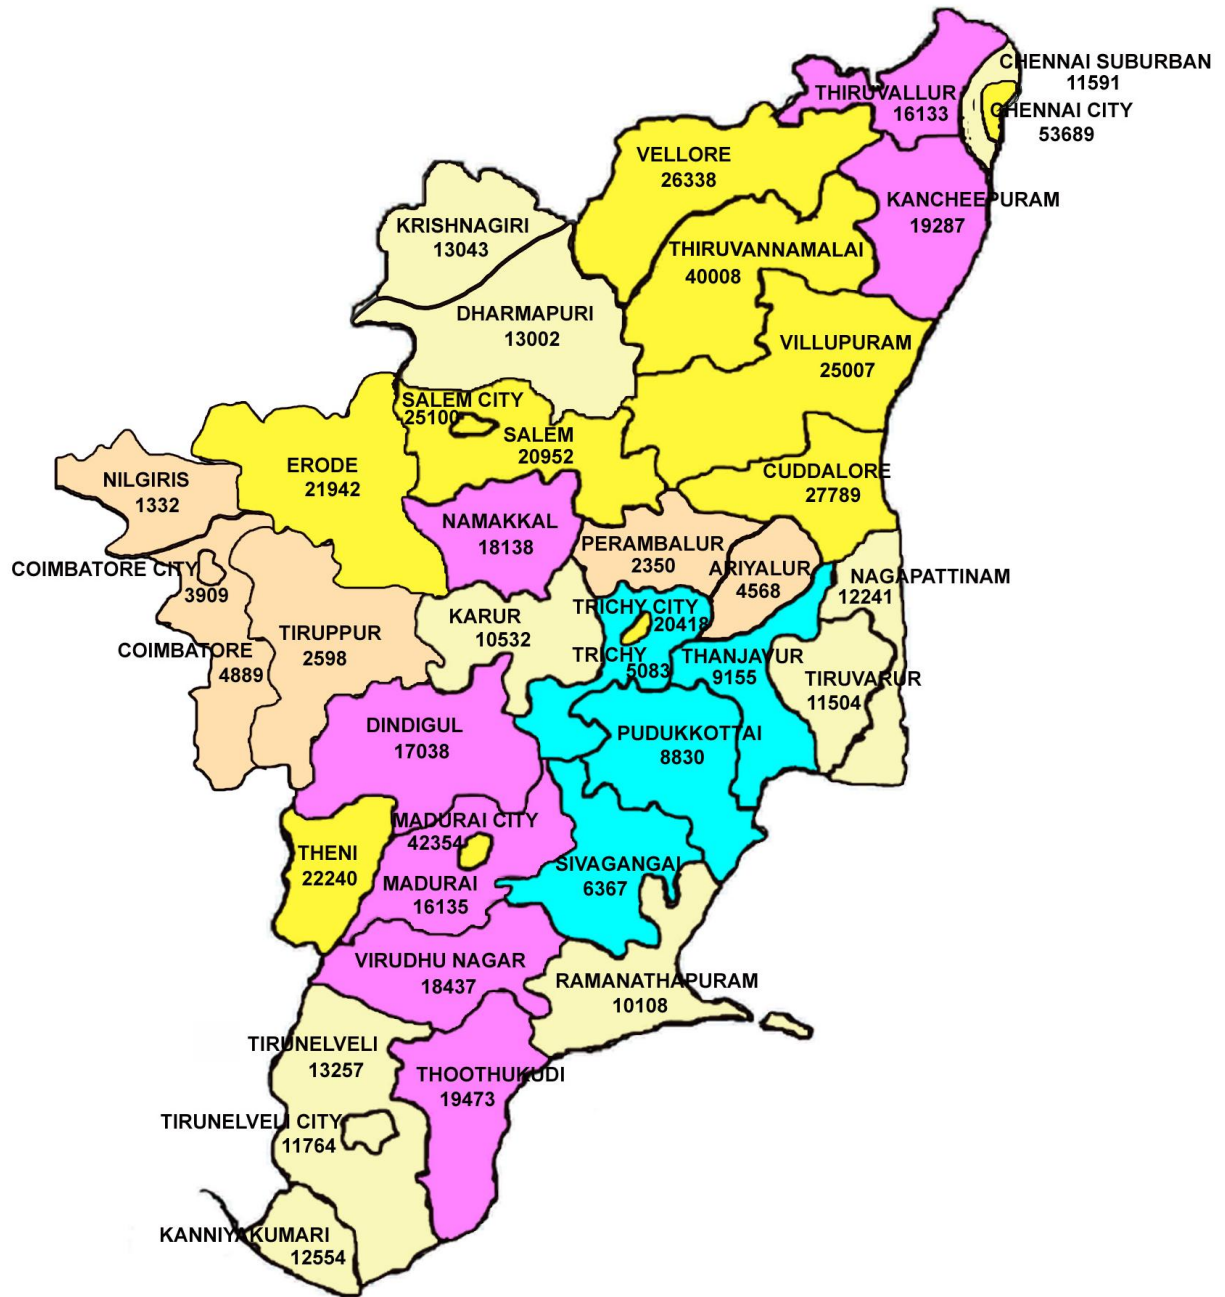 CHENNAI SUBURBAN
11591
THIRUVALLUR
16133
CHENNAI CITY
53689
VELLORE
26338
KANCHEEPURAM
19287
KRISHNAGIRI
13043
THIRUVANNAMALAI
40008
DHARMAPURI
13002
VILLUPURAM
25007
SALEM CITY
25100
SALEM
20952
ERODE
21942
CUDDALORE
27789
NILGIRIS
1332
NAMAKKAL
18138
PERAMBALUR
2350
ARIYALUR
4568
NAGAPATTINAM
12241
COIMBATORE CITY
3909
TRICHY CITY
20418
KARUR
10532
TIRUPPUR
2598
COIMBATORE
4889
TRICHY
5083
THANJAVUR
9155
TIRUVARUR
11504
DINDIGUL
17038
PUDUKKOTTAI
8830
MADURAI CITY
42354
THENI
22240
SIVAGANGAI
6367
MADURAI
16135
VIRUDHU NAGAR
18437
RAMANATHAPURAM
10108
TIRUNELVELI
13257
THOOTHUKUDI
19473
TIRUNELVELI CITY
11764
KANNIYAKUMARI
12554